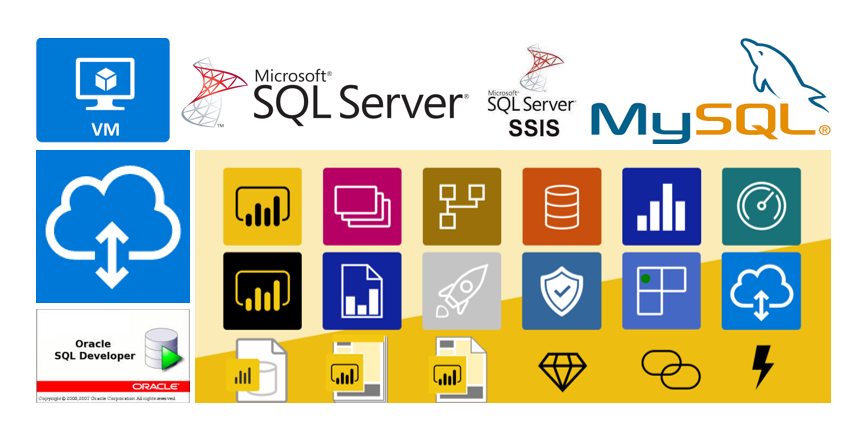 VM
Microsoft®
SQL Server®
™
Microsoft®
SQL Server®
SSIS
MySQL®
Oracle
SQL Developer
ORACLE®
Copyright © 2005,2007 Oracle Corporation All rights reserved.